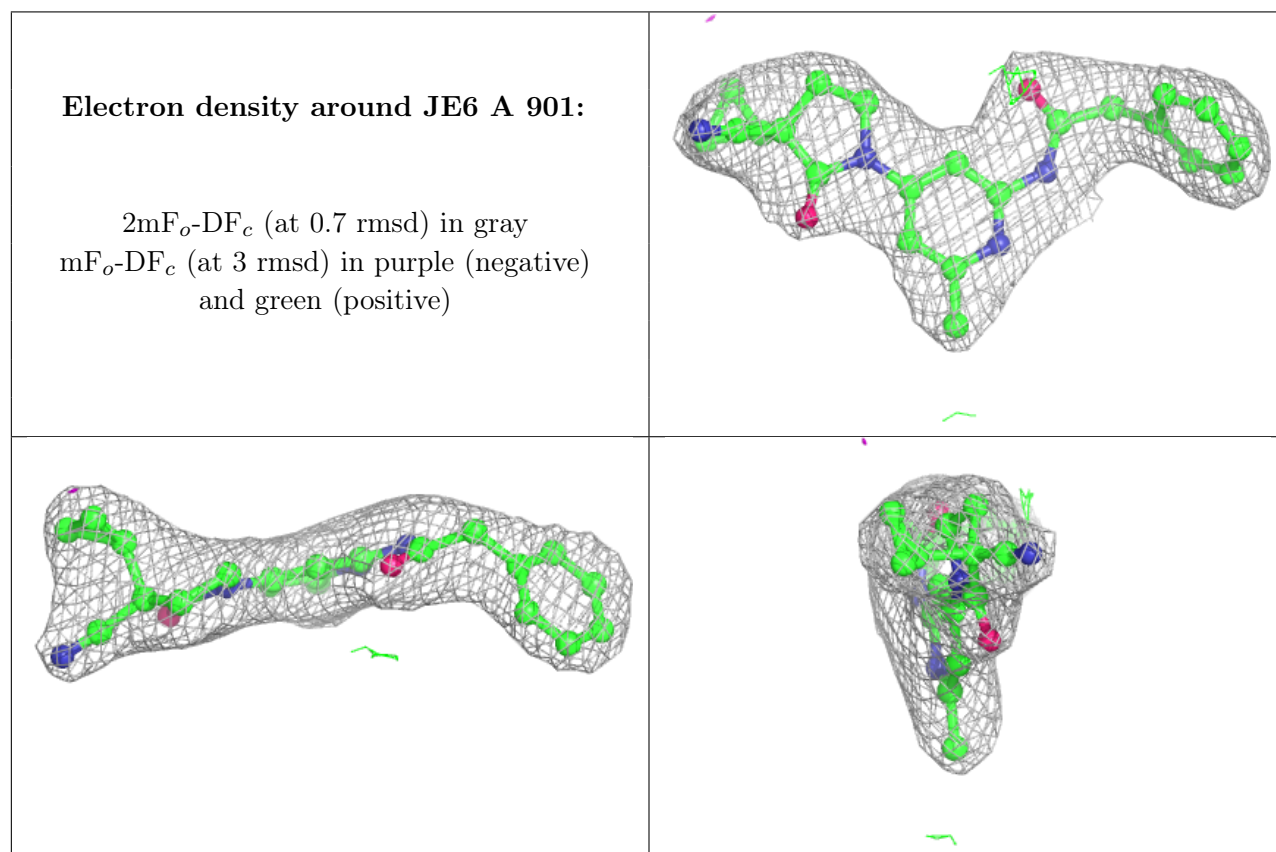 Electron density around JE6 A 901:
2mFo-DFc (at 0.7 rmsd) in gray
mFo-DFc (at 3 rmsd) in purple (negative)
and green (positive)